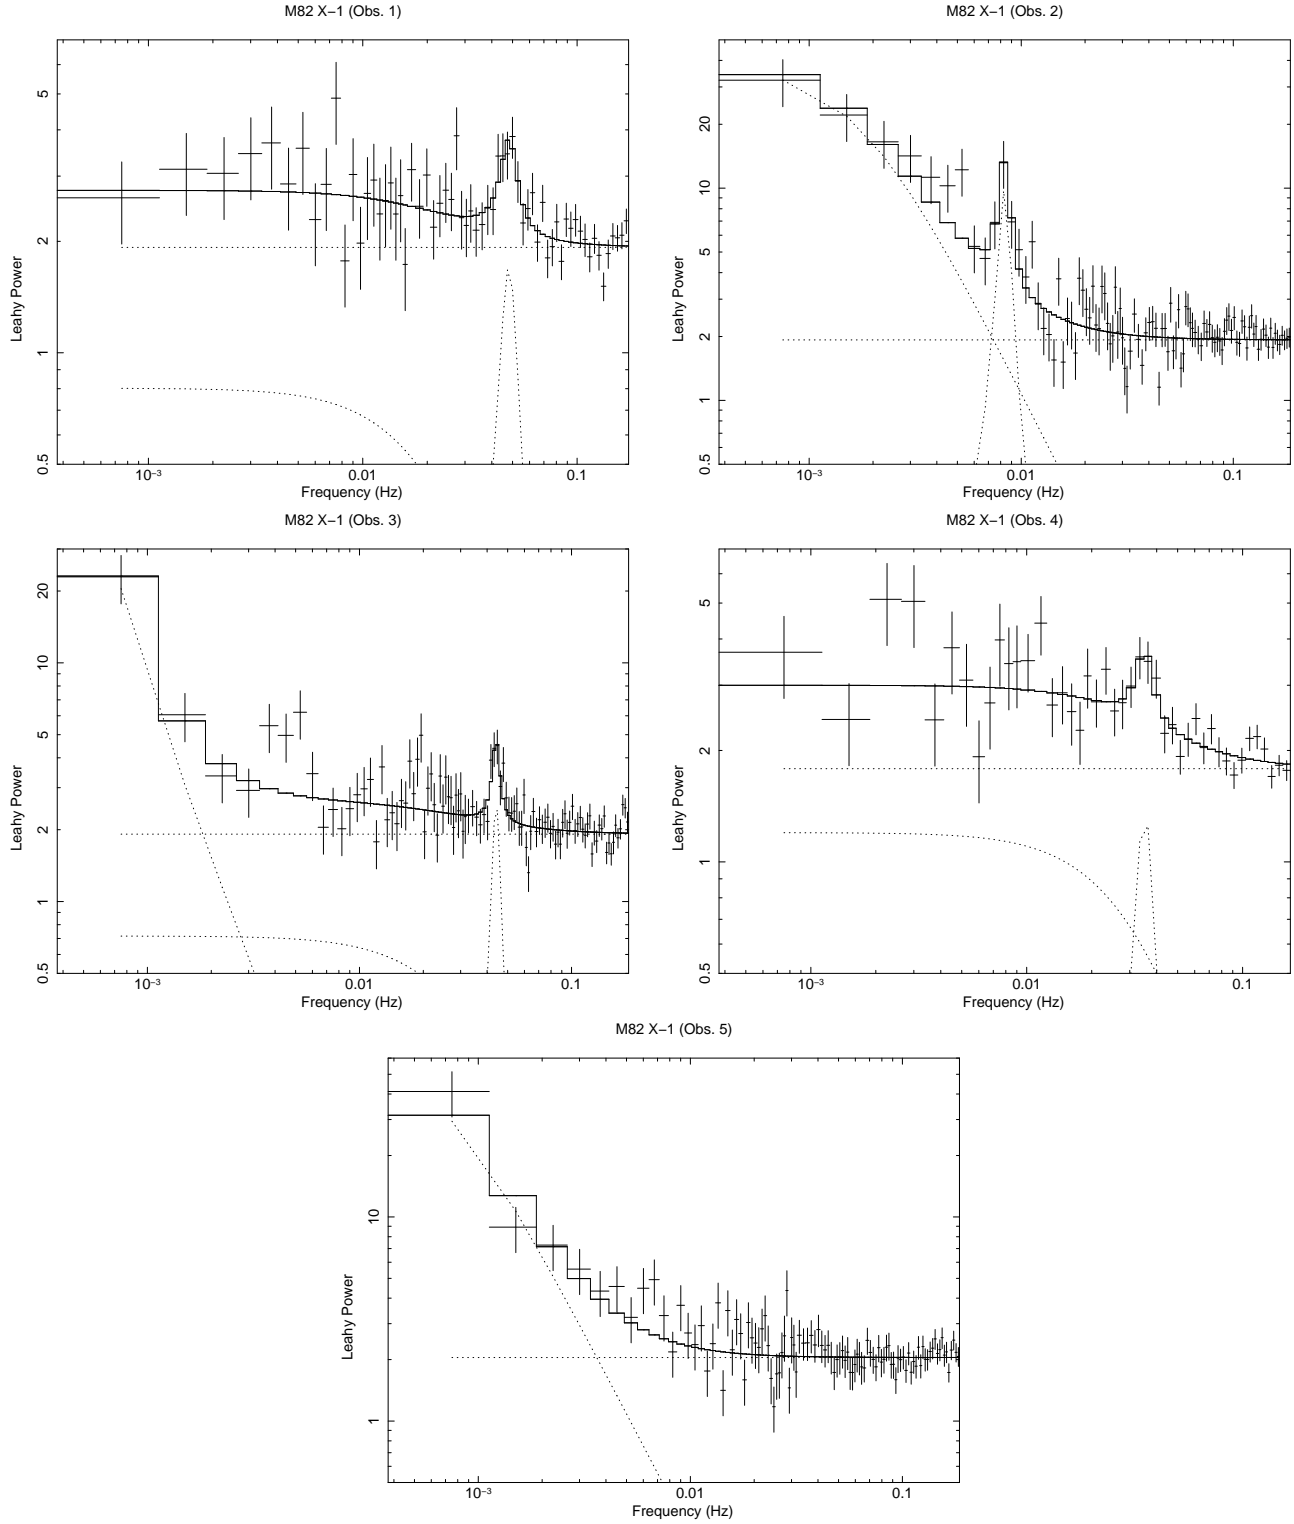 M82 X−1 (Obs. 1)
Leahy Power
5
2
1
0.5
10⁻³
0.01
0.1
Frequency (Hz)
M82 X−1 (Obs. 2)
Leahy Power
20
10
5
2
1
0.5
10⁻³
0.01
0.1
Frequency (Hz)
M82 X−1 (Obs. 3)
Leahy Power
20
10
5
2
1
0.5
10⁻³
0.01
0.1
Frequency (Hz)
M82 X−1 (Obs. 4)
Leahy Power
5
2
1
0.5
10⁻³
0.01
0.1
Frequency (Hz)
M82 X−1 (Obs. 5)
Leahy Power
10
1
10⁻³
0.01
0.1
Frequency (Hz)